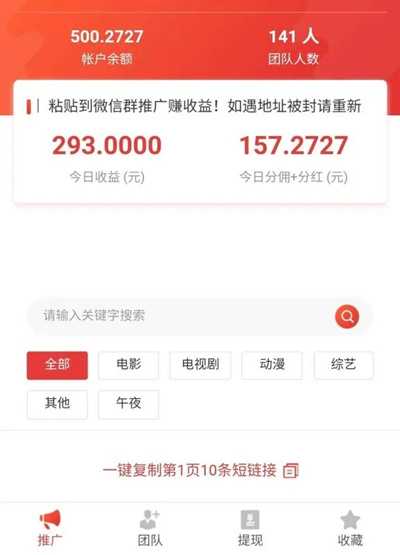 500.2727 141 人
帐户余额 团队人数
粘贴到微信群推广赚收益！如遇地址被封请重新
293.0000 157.2727
今日收益 (元) 今日分佣+分红 (元)
请输入关键字搜索
全部 电影 电视剧 动漫 综艺
其他 午夜
一键复制第1页10条短链接
推广 团队 提现 收藏